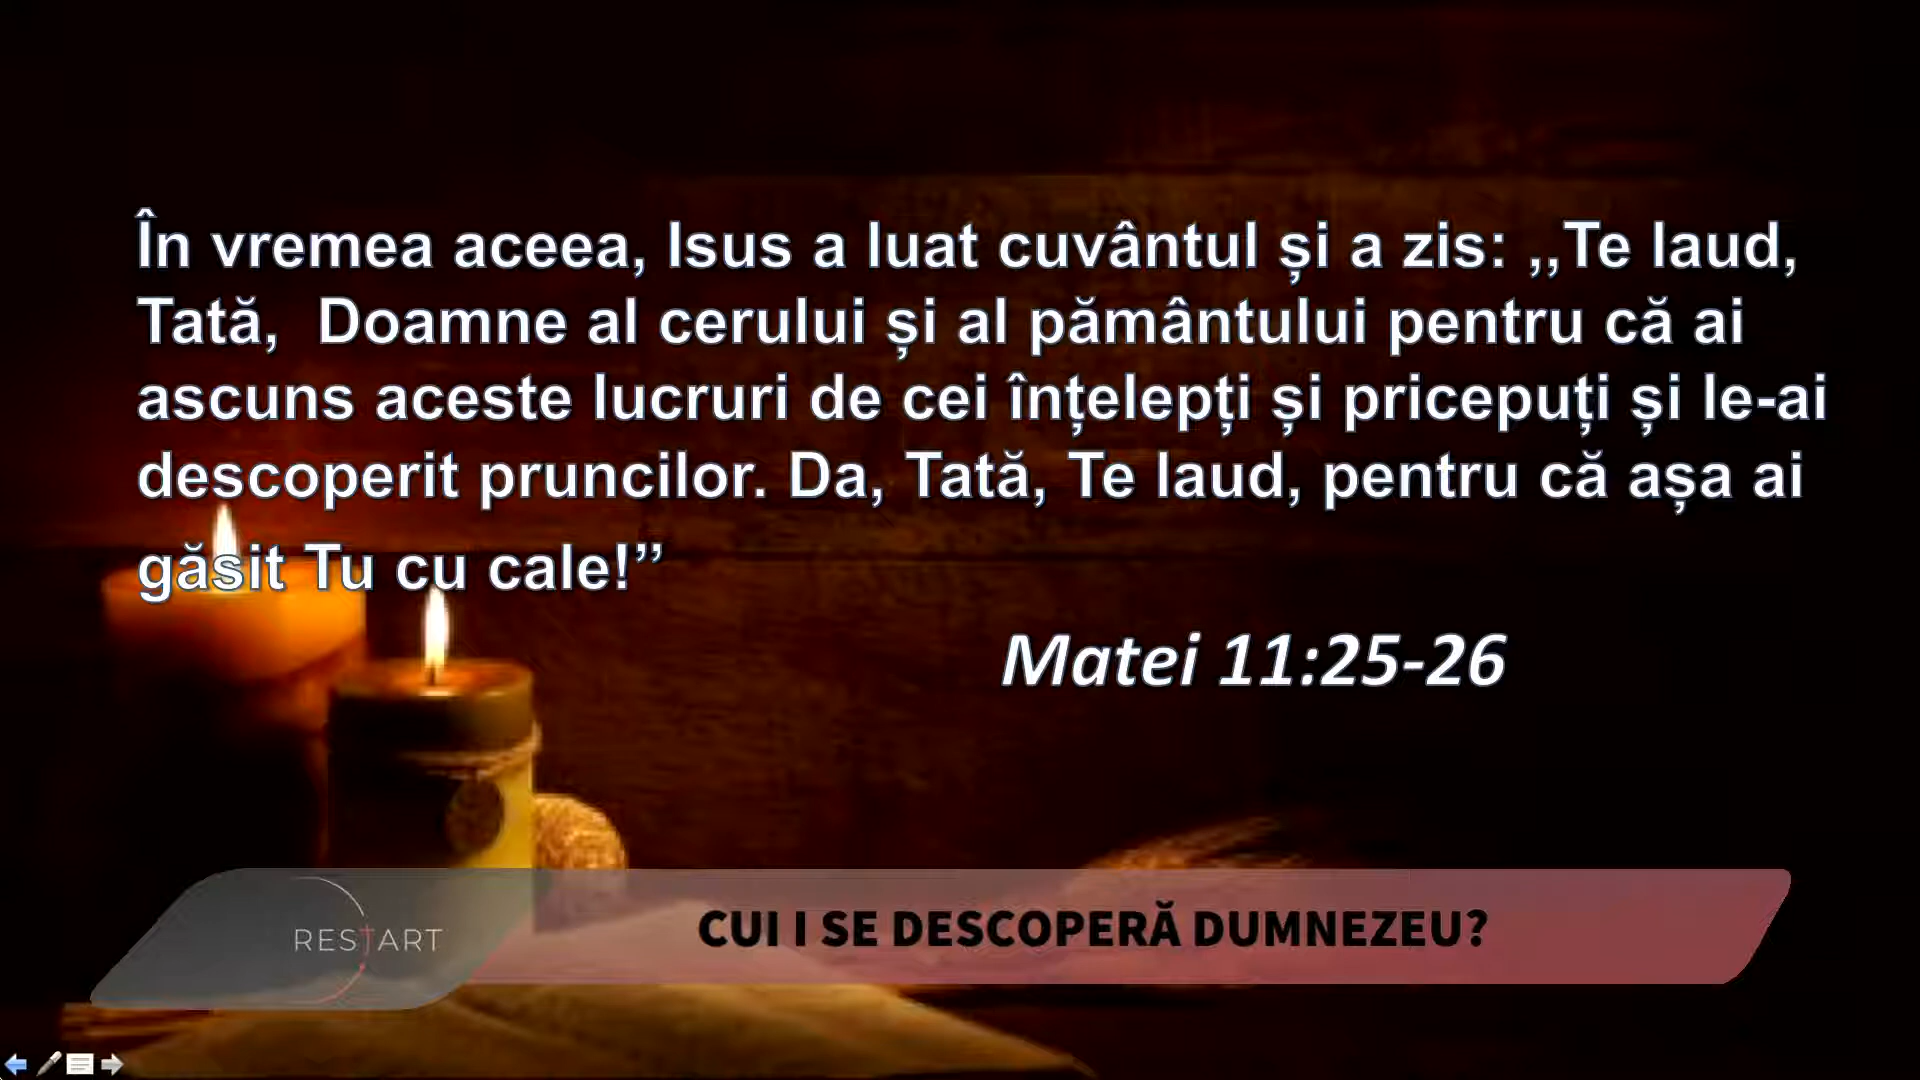 În vremea aceea, Isus a luat cuvântul și a zis: ,,Te laud,
Tată,  Doamne al cerului și al pământului pentru că ai
ascuns aceste lucruri de cei înțelepți și pricepuți și le-ai
descoperit pruncilor. Da, Tată, Te laud, pentru că așa ai
găsit Tu cu cale!”
Matei 11:25-26
RESTART
CUI I SE DESCOPERĂ DUMNEZEU?